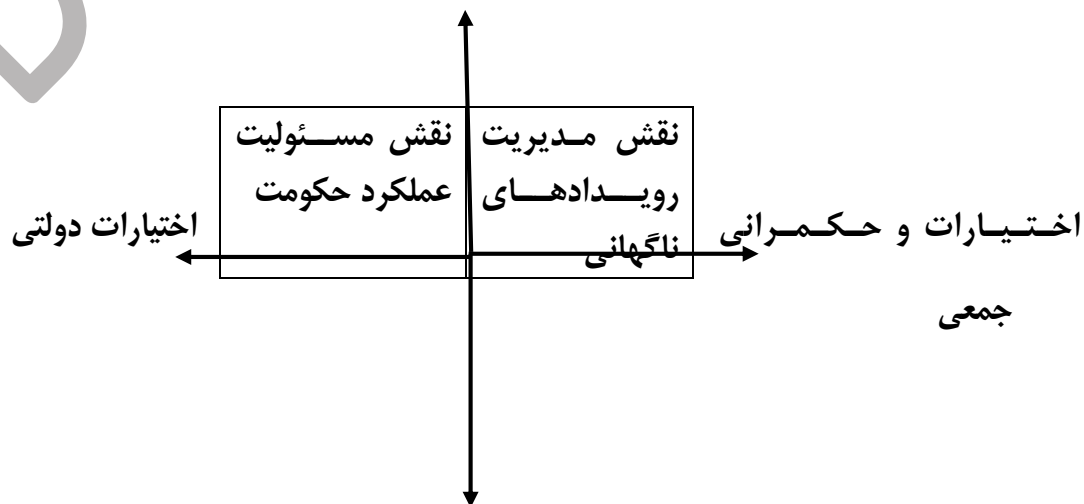 نقش مدیریت
رویدادهای
ناگهانی
نقش مسئولیت
عملکرد حکومت
اختیارات و حکمرانی
جمعی
اختیارات دولتی